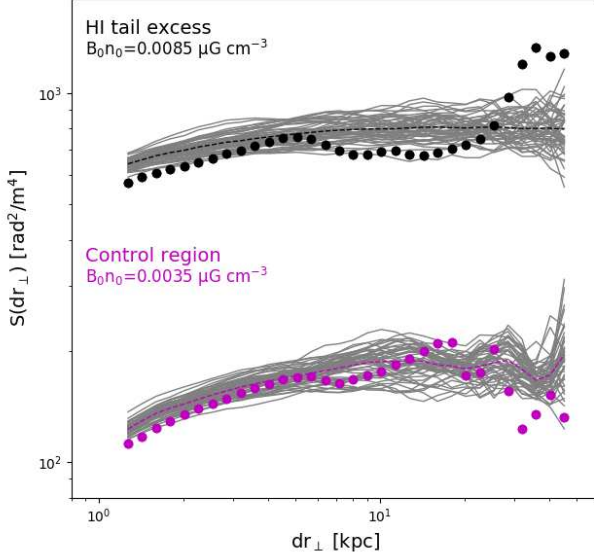 HI tail excess
B₀n₀=0.0085 μG cm⁻³
10³
S(dr⊥) [rad²/m⁴]
Control region
B₀n₀=0.0035 μG cm⁻³
10²
10⁰
10¹
dr⊥ [kpc]